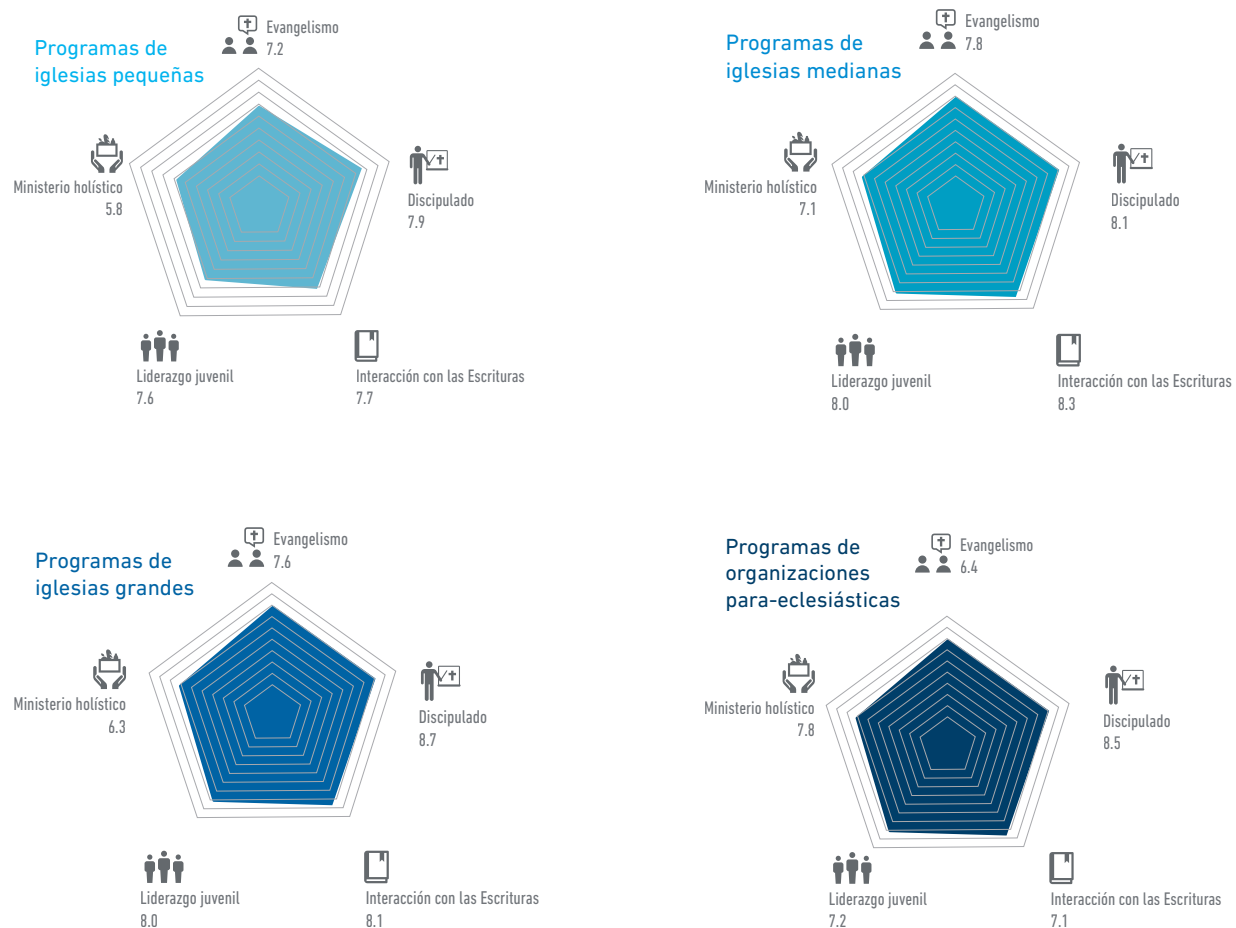 Programas de
iglesias pequeñas
Evangelismo
7.2
Ministerio holístico
5.8
Discipulado
7.9
Liderazgo juvenil
7.6
Interacción con las Escrituras
7.7
Programas de
iglesias medianas
Evangelismo
7.8
Ministerio holístico
7.1
Discipulado
8.1
Liderazgo juvenil
8.0
Interacción con las Escrituras
8.3
Programas de
iglesias grandes
Evangelismo
7.6
Ministerio holístico
6.3
Discipulado
8.7
Liderazgo juvenil
8.0
Interacción con las Escrituras
8.1
Programas de
organizaciones
para-eclesiásticas
Evangelismo
6.4
Ministerio holístico
7.8
Discipulado
8.5
Liderazgo juvenil
7.2
Interacción con las Escrituras
7.1